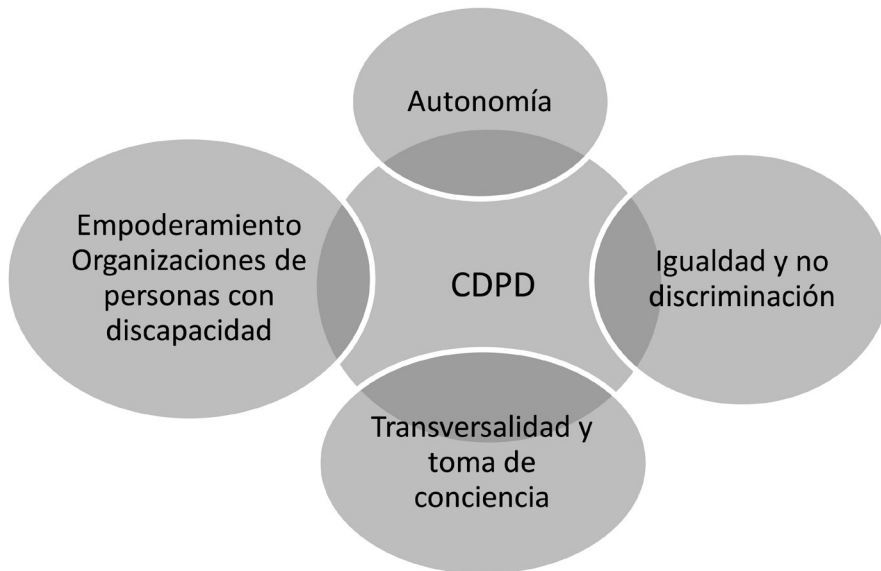 Autonomía
Empoderamiento
Organizaciones de
personas con
discapacidad
CDPD
Igualdad y no
discriminación
Transversalidad y
toma de
conciencia